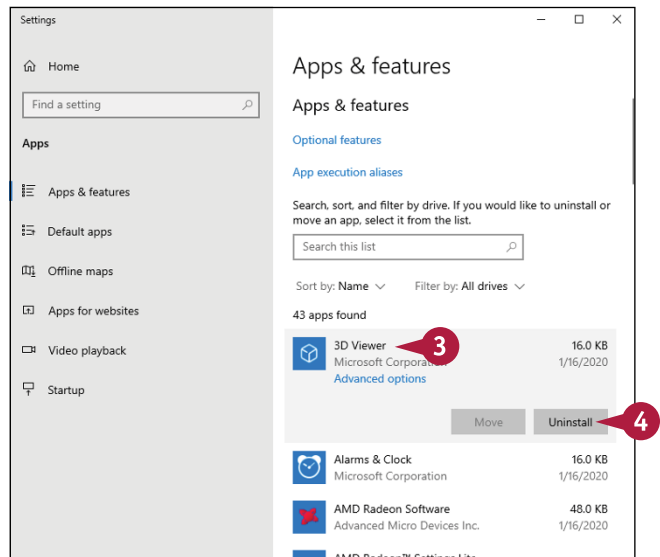 Settings
Home
Find a setting
Apps
Apps & features
Default apps
Offline maps
Apps for websites
Video playback
Startup
Apps & features
Apps & features
Optional features
App execution aliases
Search, sort, and filter by drive. If you would like to uninstall or
move an app, select it from the list.
Search this list
Sort by: Name Filter by: All drives
43 apps found
3D Viewer 3 16.0 KB
Microsoft 1/16/2020
Advanced options
Move Uninstall 4
Alarms & Clock 16.0 KB
Microsoft Corporation 1/16/2020
AMD Radeon Software 48.0 KB
Advanced Micro Devices Inc. 1/16/2020